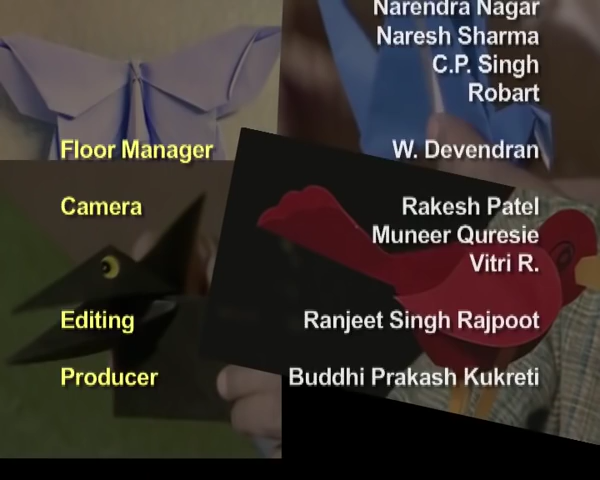 Narendra Nagar
Naresh Sharma
C.P. Singh
Robart
Floor Manager W. Devendran
Camera Rakesh Patel
Muneer Quresie
Vitri R.
Editing Ranjeet Singh Rajpoot
Producer Buddhi Prakash Kukreti